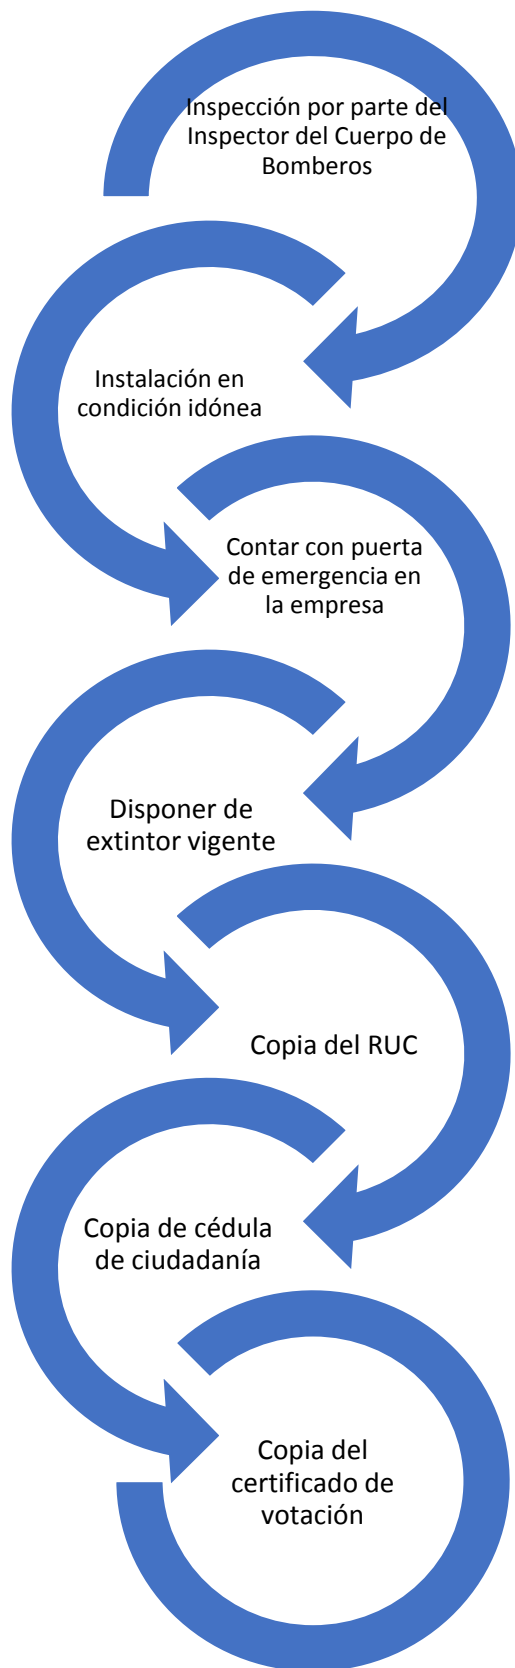 Inspección por parte del
Inspector del Cuerpo de
Bomberos
Instalación en
condición idónea
Contar con puerta
de emergencia en
la empresa
Disponer de
extintor vigente
Copia del RUC
Copia de cédula
de ciudadanía
Copia del
certificado de
votación